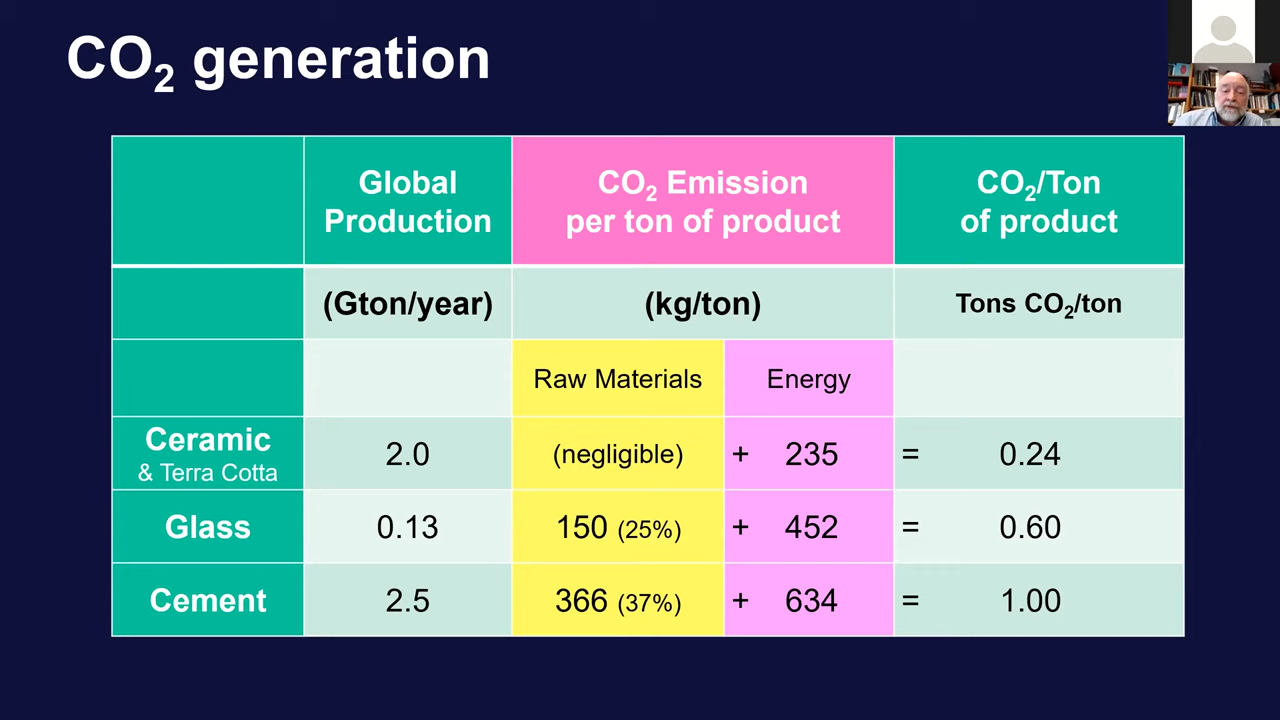 CO₂ generation
Global
Production
CO₂ Emission
per ton of product
CO₂/Ton
of product
(Gton/year)
(kg/ton)
Tons CO₂/ton
Raw Materials
Energy
Ceramic
& Terra Cotta
2.0
(negligible)
+ 235
= 0.24
Glass
0.13
150 (25%)
+ 452
= 0.60
Cement
2.5
366 (37%)
+ 634
= 1.00